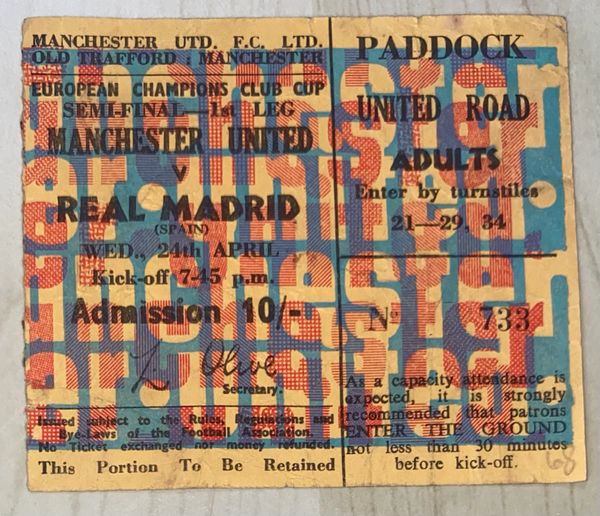 MANCHESTER UTD. F.C. LTD.
OLD TRAFFORD : MANCHESTER
EUROPEAN CHAMPIONS CLUB CUP
SEMI-FINAL—1st LEG
MANCHESTER UNITED
v
REAL MADRID
(SPAIN)
WED., 24th APRIL
Kick-off 7-45 p.m.
Admission 10/-
L. Olive
Secretary.
Issued subject to the Rules, Regulations and
Bye-Laws of the Football Association.
No Ticket exchanged nor money refunded.
This Portion To Be Retained
PADDOCK
UNITED ROAD
ADULTS
Enter by turnstiles
21—29, 34
No 733
As a capacity attendance is
expected, it is strongly
recommended that patrons
ENTER THE GROUND
not less than 30 minutes
before kick-off.
68